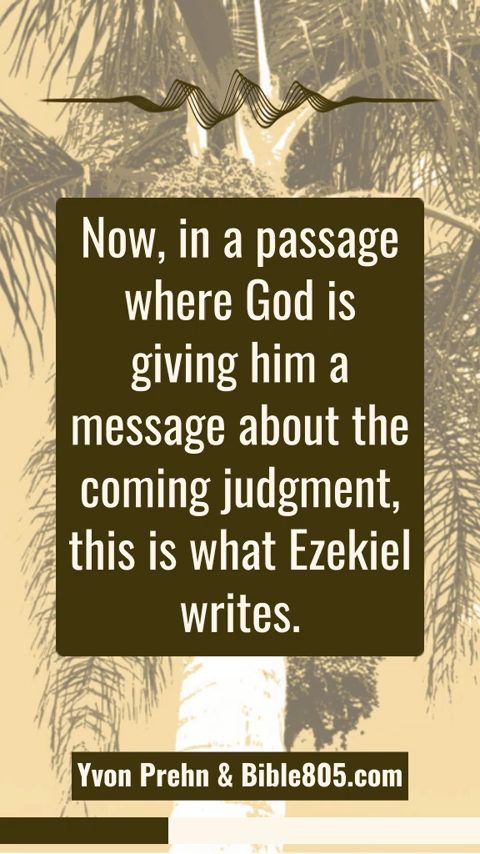 Now, in a passage
where God is
giving him a
message about the
coming judgment,
this is what Ezekiel
writes.
Yvon Prehn & Bible805.com